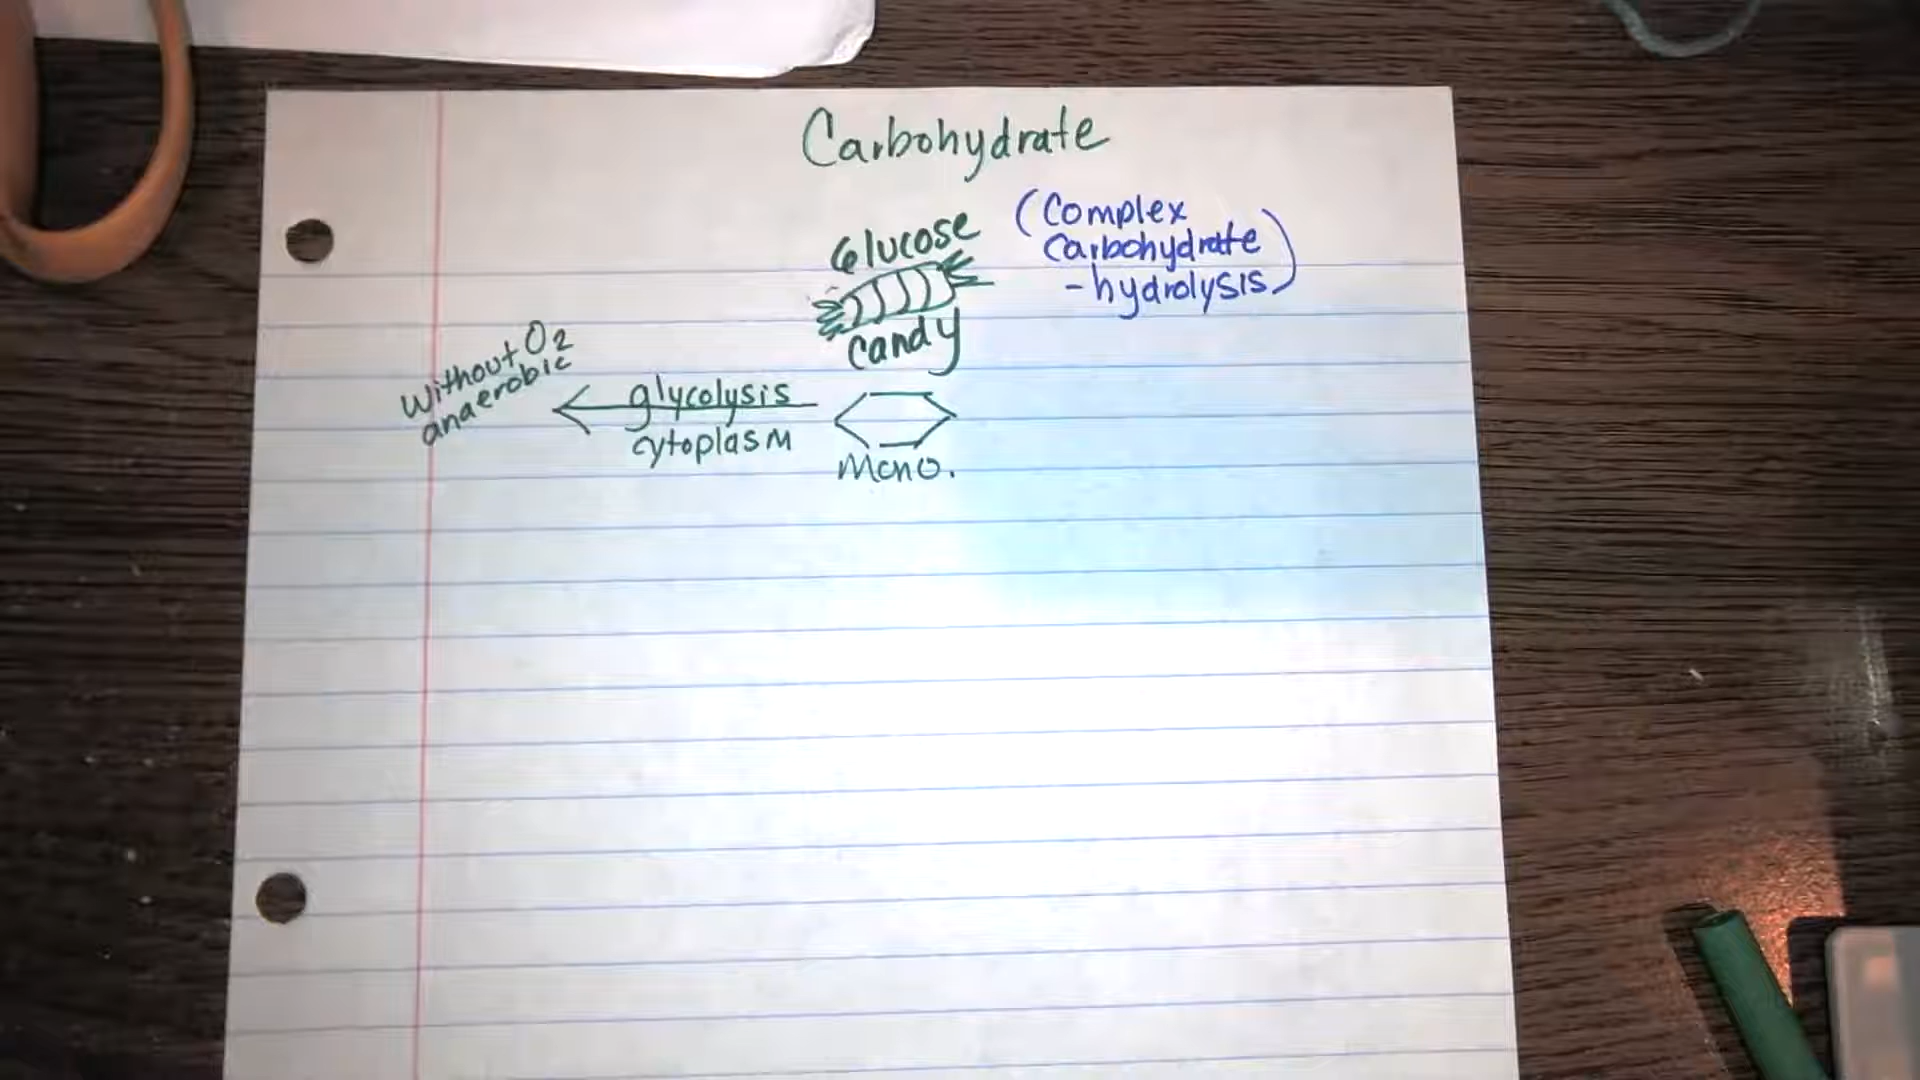 Carbohydrate
Glucose
candy
(Complex
Carbohydrate
- hydrolysis)
Without O2
anaerobic
glycolysis
cytoplasm
Mono.